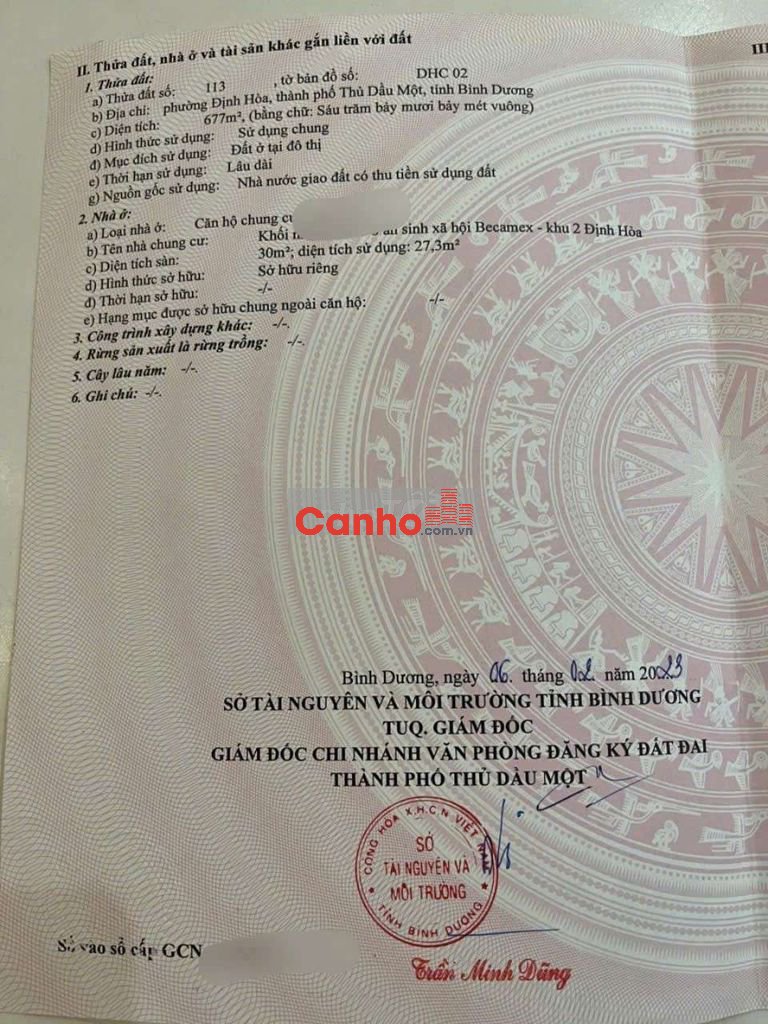 II. Thửa đất, nhà ở và tài sản khác gắn liền với đất
III
1. Thửa đất:
a) Thửa đất số: 113 , tờ bản đồ số: DHC 02
b) Địa chỉ: phường Định Hòa, thành phố Thủ Dầu Một, tỉnh Bình Dương
c) Diện tích: 677m², (bằng chữ: Sáu trăm bảy mươi bảy mét vuông)
d) Hình thức sử dụng: Sử dụng chung
đ) Mục đích sử dụng: Đất ở tại đô thị
e) Thời hạn sử dụng: Lâu dài
g) Nguồn gốc sử dụng: Nhà nước giao đất có thu tiền sử dụng đất
2. Nhà ở:
a) Loại nhà ở: Căn hộ chung cư
b) Tên nhà chung cư: Khối sinh xã hội Becamex - khu 2 Định Hòa
c) Diện tích sàn: 30m²; diện tích sử dụng: 27,3m²
d) Hình thức sở hữu: Sở hữu riêng
đ) Thời hạn sở hữu: -/-
e) Hạng mục được sở hữu chung ngoài căn hộ: -/-
3. Công trình xây dựng khác: -/-.
4. Rừng sản xuất là rừng trồng: -/-.
5. Cây lâu năm: -/-.
6. Ghi chú: -/-.
Canho
.com.vn
Bình Dương, ngày 06. tháng 02. năm 2023
SỞ TÀI NGUYÊN VÀ MÔI TRƯỜNG TỈNH BÌNH DƯƠNG
TUQ. GIÁM ĐỐC
GIÁM ĐỐC CHI NHÁNH VĂN PHÒNG ĐĂNG KÝ ĐẤT ĐAI
THÀNH PHỐ THỦ DẦU MỘT
CỘNG HÒA X.H.C.N VIỆT NAM
SỞ
TÀI NGUYÊN VÀ
MÔI TRƯỜNG
TỈNH BÌNH DƯƠNG
Số vào sổ cấp GCN
Trần Minh Dũng